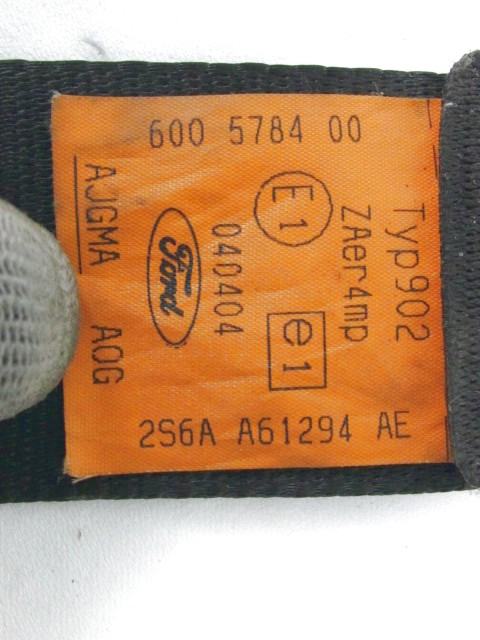 600 5784 00
Typ902
ZAer4mp
E1 e1
040404
Ford
AJGMA AOG
2S6A A61294 AE